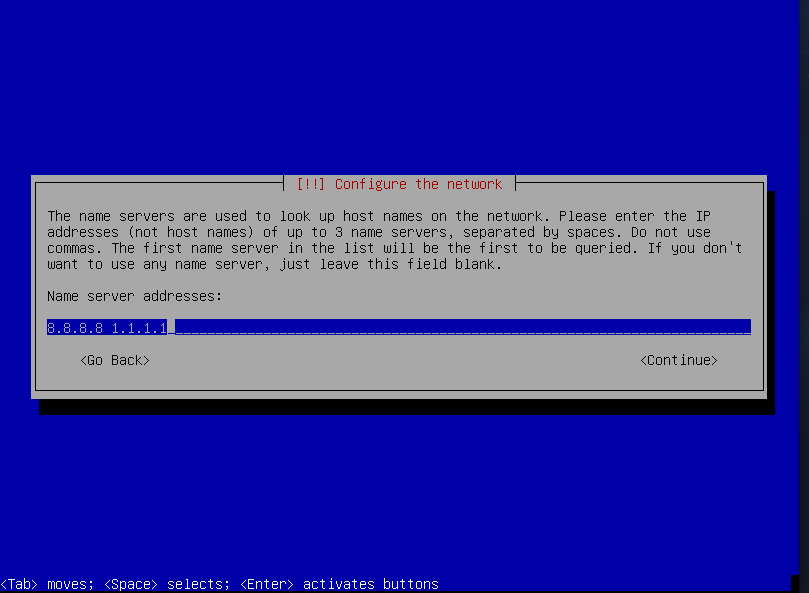 [!!] Configure the network
The name servers are used to look up host names on the network. Please enter the IP
addresses (not host names) of up to 3 name servers, separated by spaces. Do not use
commas. The first name server in the list will be the first to be queried. If you don't
want to use any name server, just leave this field blank.
Name server addresses:
8.8.8.8 1.1.1.1
<Go Back> <Continue>
<Tab> moves; <Space> selects; <Enter> activates buttons